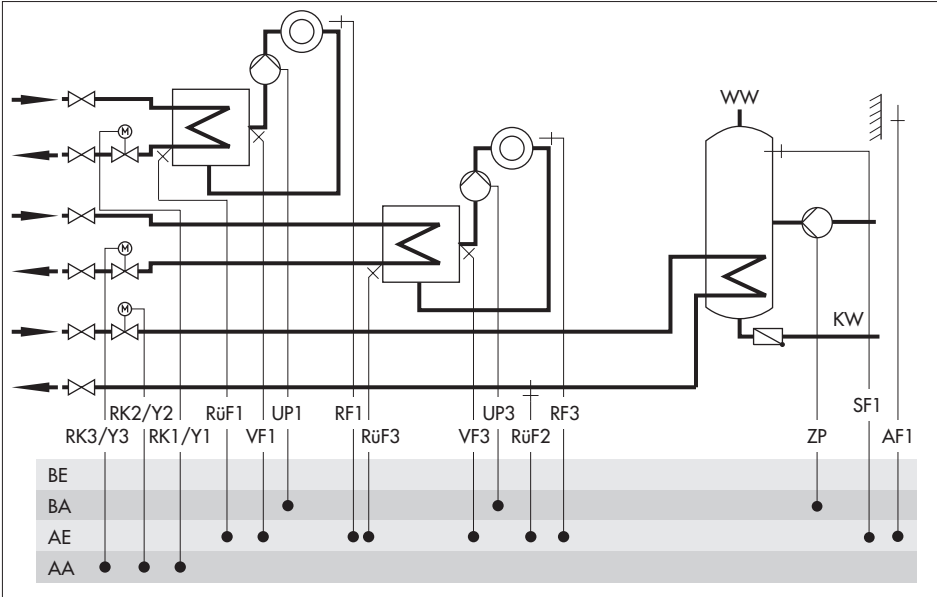 WW
M
M
M
KW
RK2/Y2 RüF1 UP1 RF1 UP3 RF3 SF1
RK3/Y3 RK1/Y1 VF1 RüF3 VF3 RüF2 ZP AF1
BE
BA
AE
AA